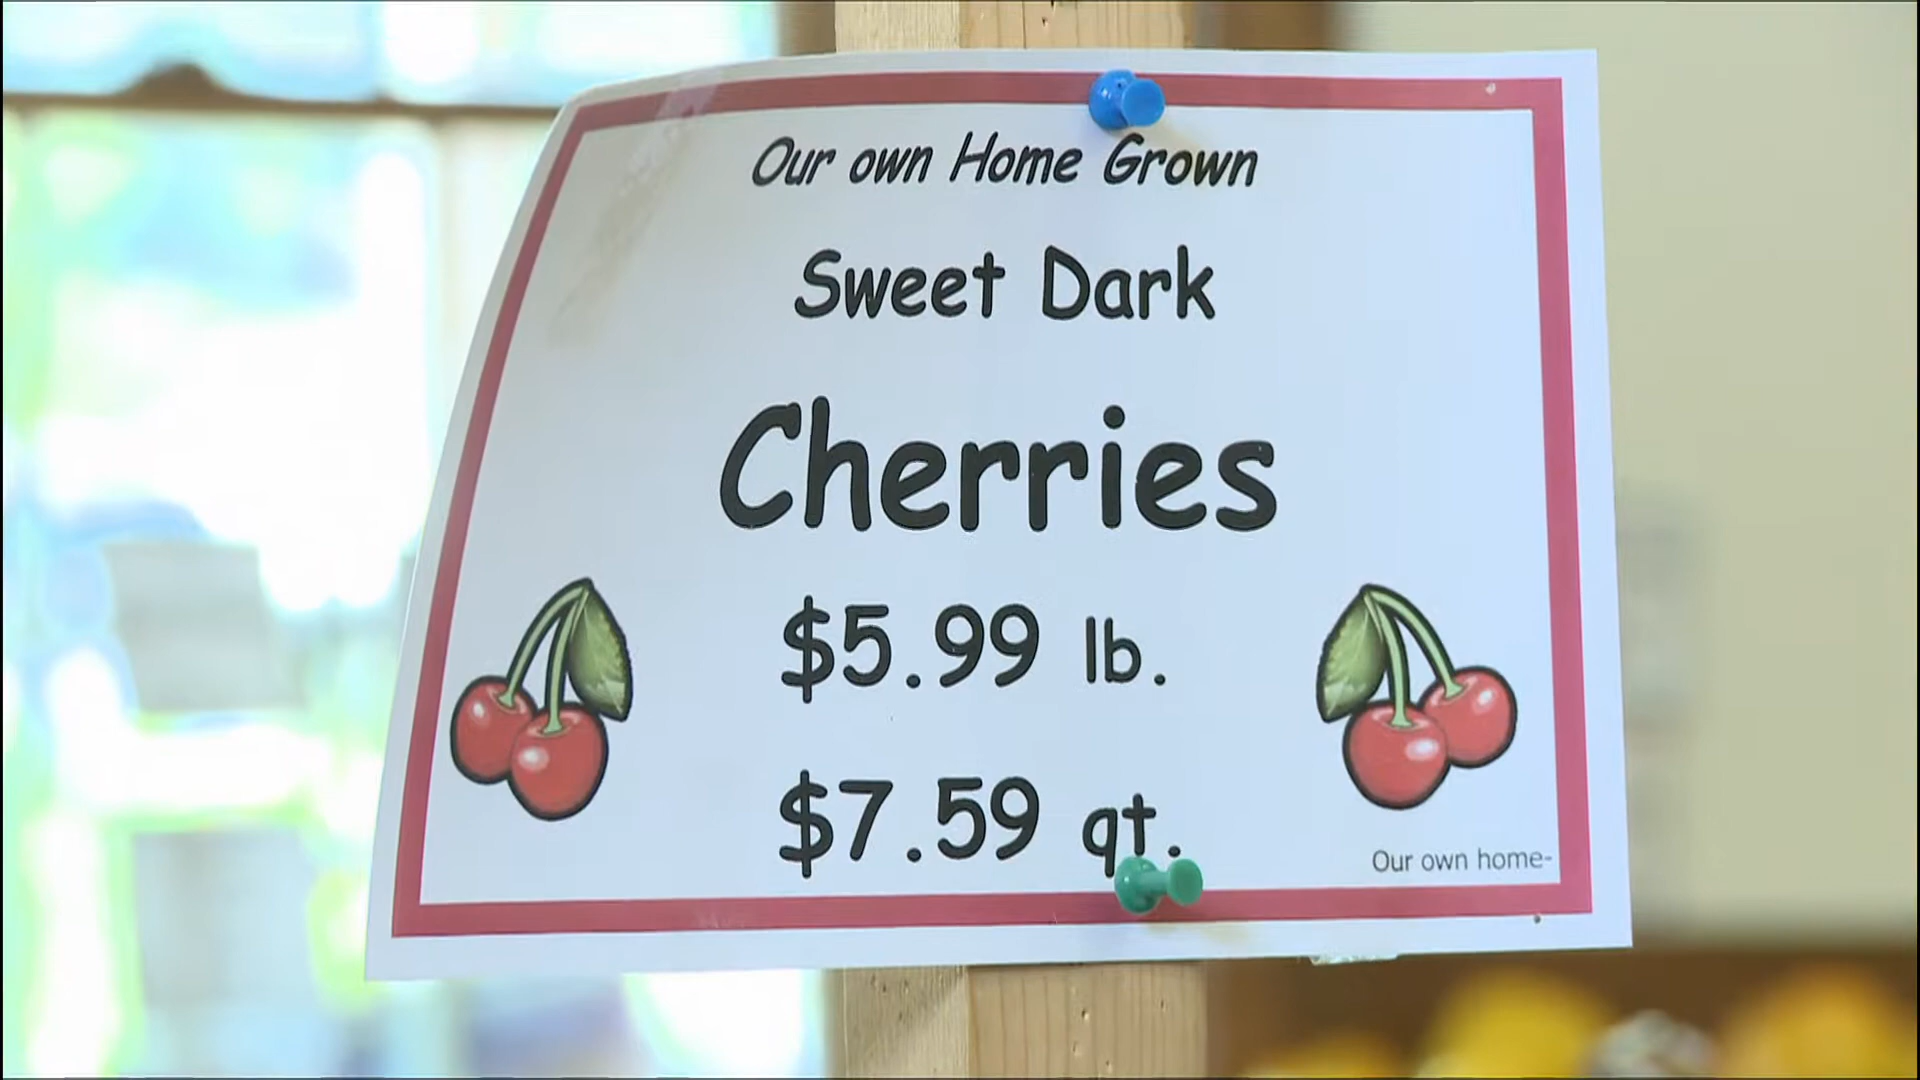 Our own Home Grown
Sweet Dark
Cherries
$5.99 lb.
$7.59 qt.
Our own home-